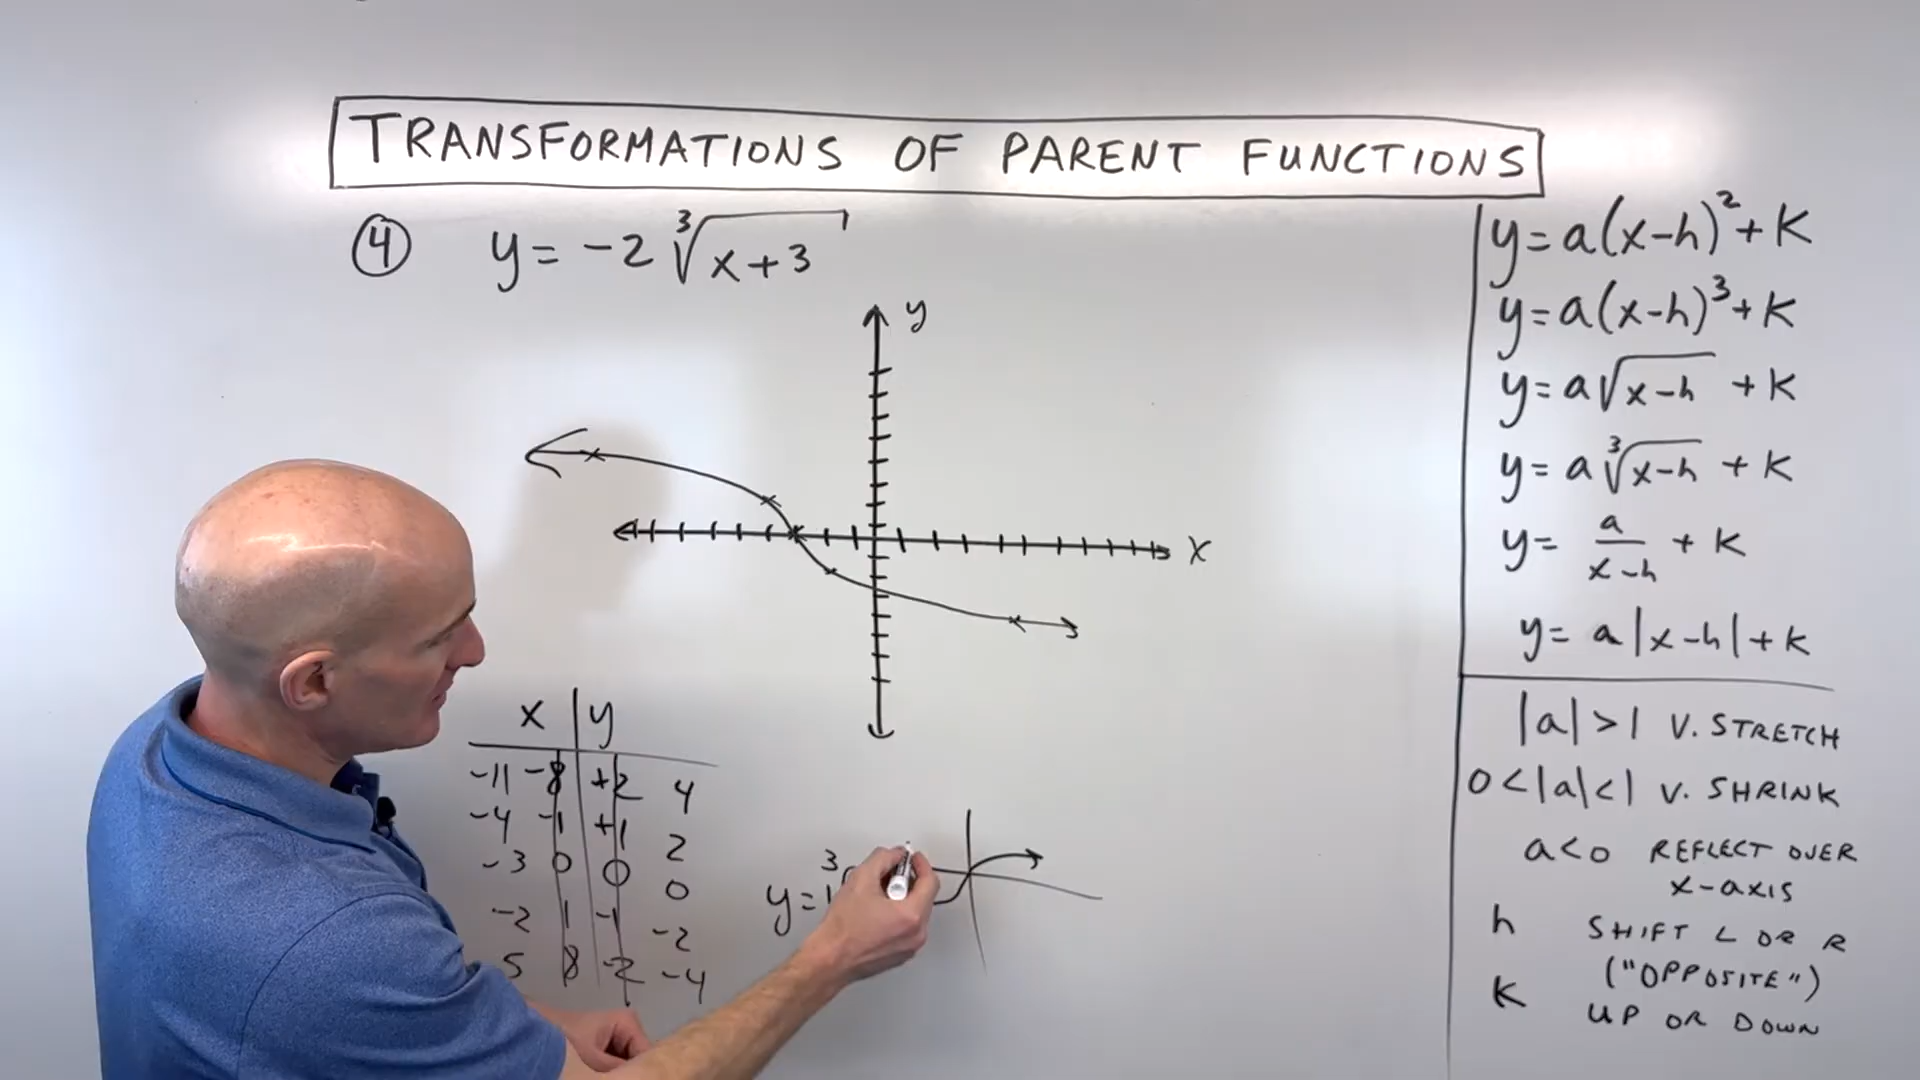 TRANSFORMATIONS OF PARENT FUNCTIONS
④ y = -2 ∛(x+3)
y
x
x | y
-11 -8 +2 4
-4 -1 +1 2
-3 0 0 0
-2 1 -1 -2
5 8 -2 -4
3
y=
y=a(x-h)²+K
y=a(x-h)³+K
y=a√(x-h) +K
y=a ∛(x-h) +K
y= a/(x-h) + K
y= a|x-h|+K
|a|>1 V. STRETCH
0<|a|<1 V. SHRINK
a<0 REFLECT OVER
X-AXIS
h SHIFT L OR R
("OPPOSITE")
K UP OR DOWN